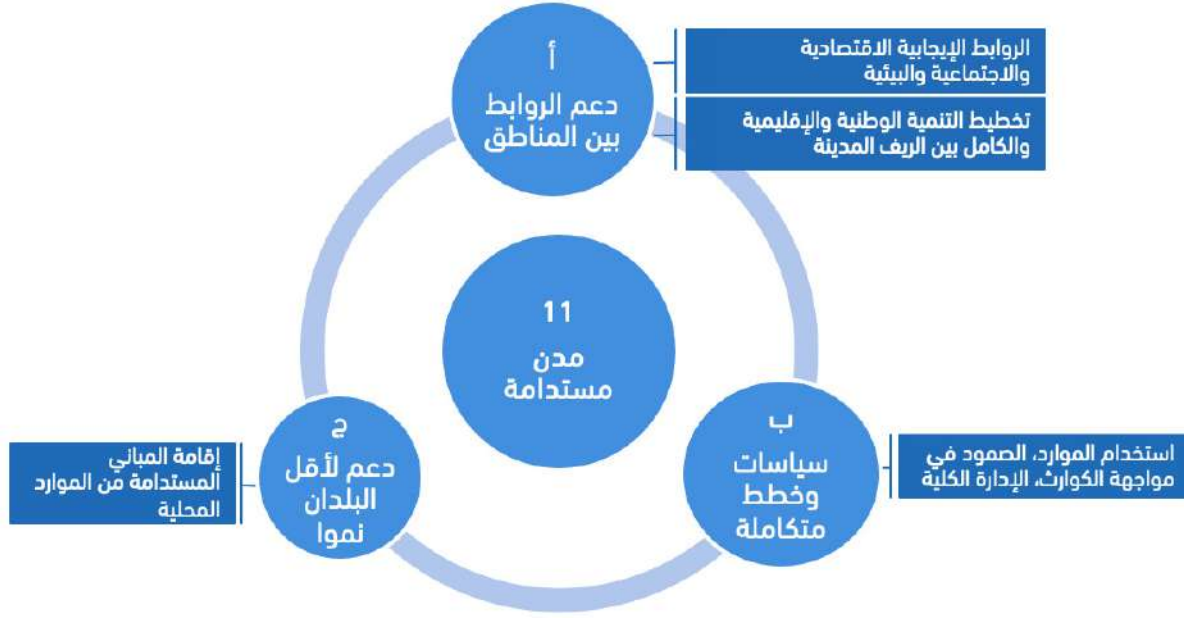 أ
دعم الروابط
بين المناطق
الروابط الإيجابية الاقتصادية
والاجتماعية والبيئية
تخطيط التنمية الوطنية والإقليمية
والكامل بين الريف المدينة
11
مدن
مستدامة
ب
سياسات
وخطط
متكاملة
استخدام الموارد، الصمود في
مواجهة الكوارث، الإدارة الكلية
ج
دعم لأقل
البلدان
نموا
إقامة المباني
المستدامة من الموارد
المحلية